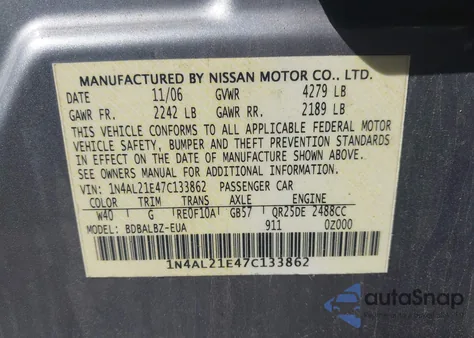 MANUFACTURED BY NISSAN MOTOR CO., LTD.
DATE 11/06 GVWR 4279 LB
GAWR FR. 2242 LB GAWR RR. 2189 LB
THIS VEHICLE CONFORMS TO ALL APPLICABLE FEDERAL MOTOR
VEHICLE SAFETY, BUMPER AND THEFT PREVENTION STANDARDS
IN EFFECT ON THE DATE OF MANUFACTURE SHOWN ABOVE.
SEE OWNERS MANUAL FOR ADDITIONAL INFORMATION.
VIN: 1N4AL21E47C133862 PASSENGER CAR
COLOR TRIM TRANS AXLE ENGINE
W40 G RE0F10A GB57 QR25DE 2488CC
MODEL: BDBALBZ-EUA 911 0Z000
1N4AL21E47C133862
autoSnap